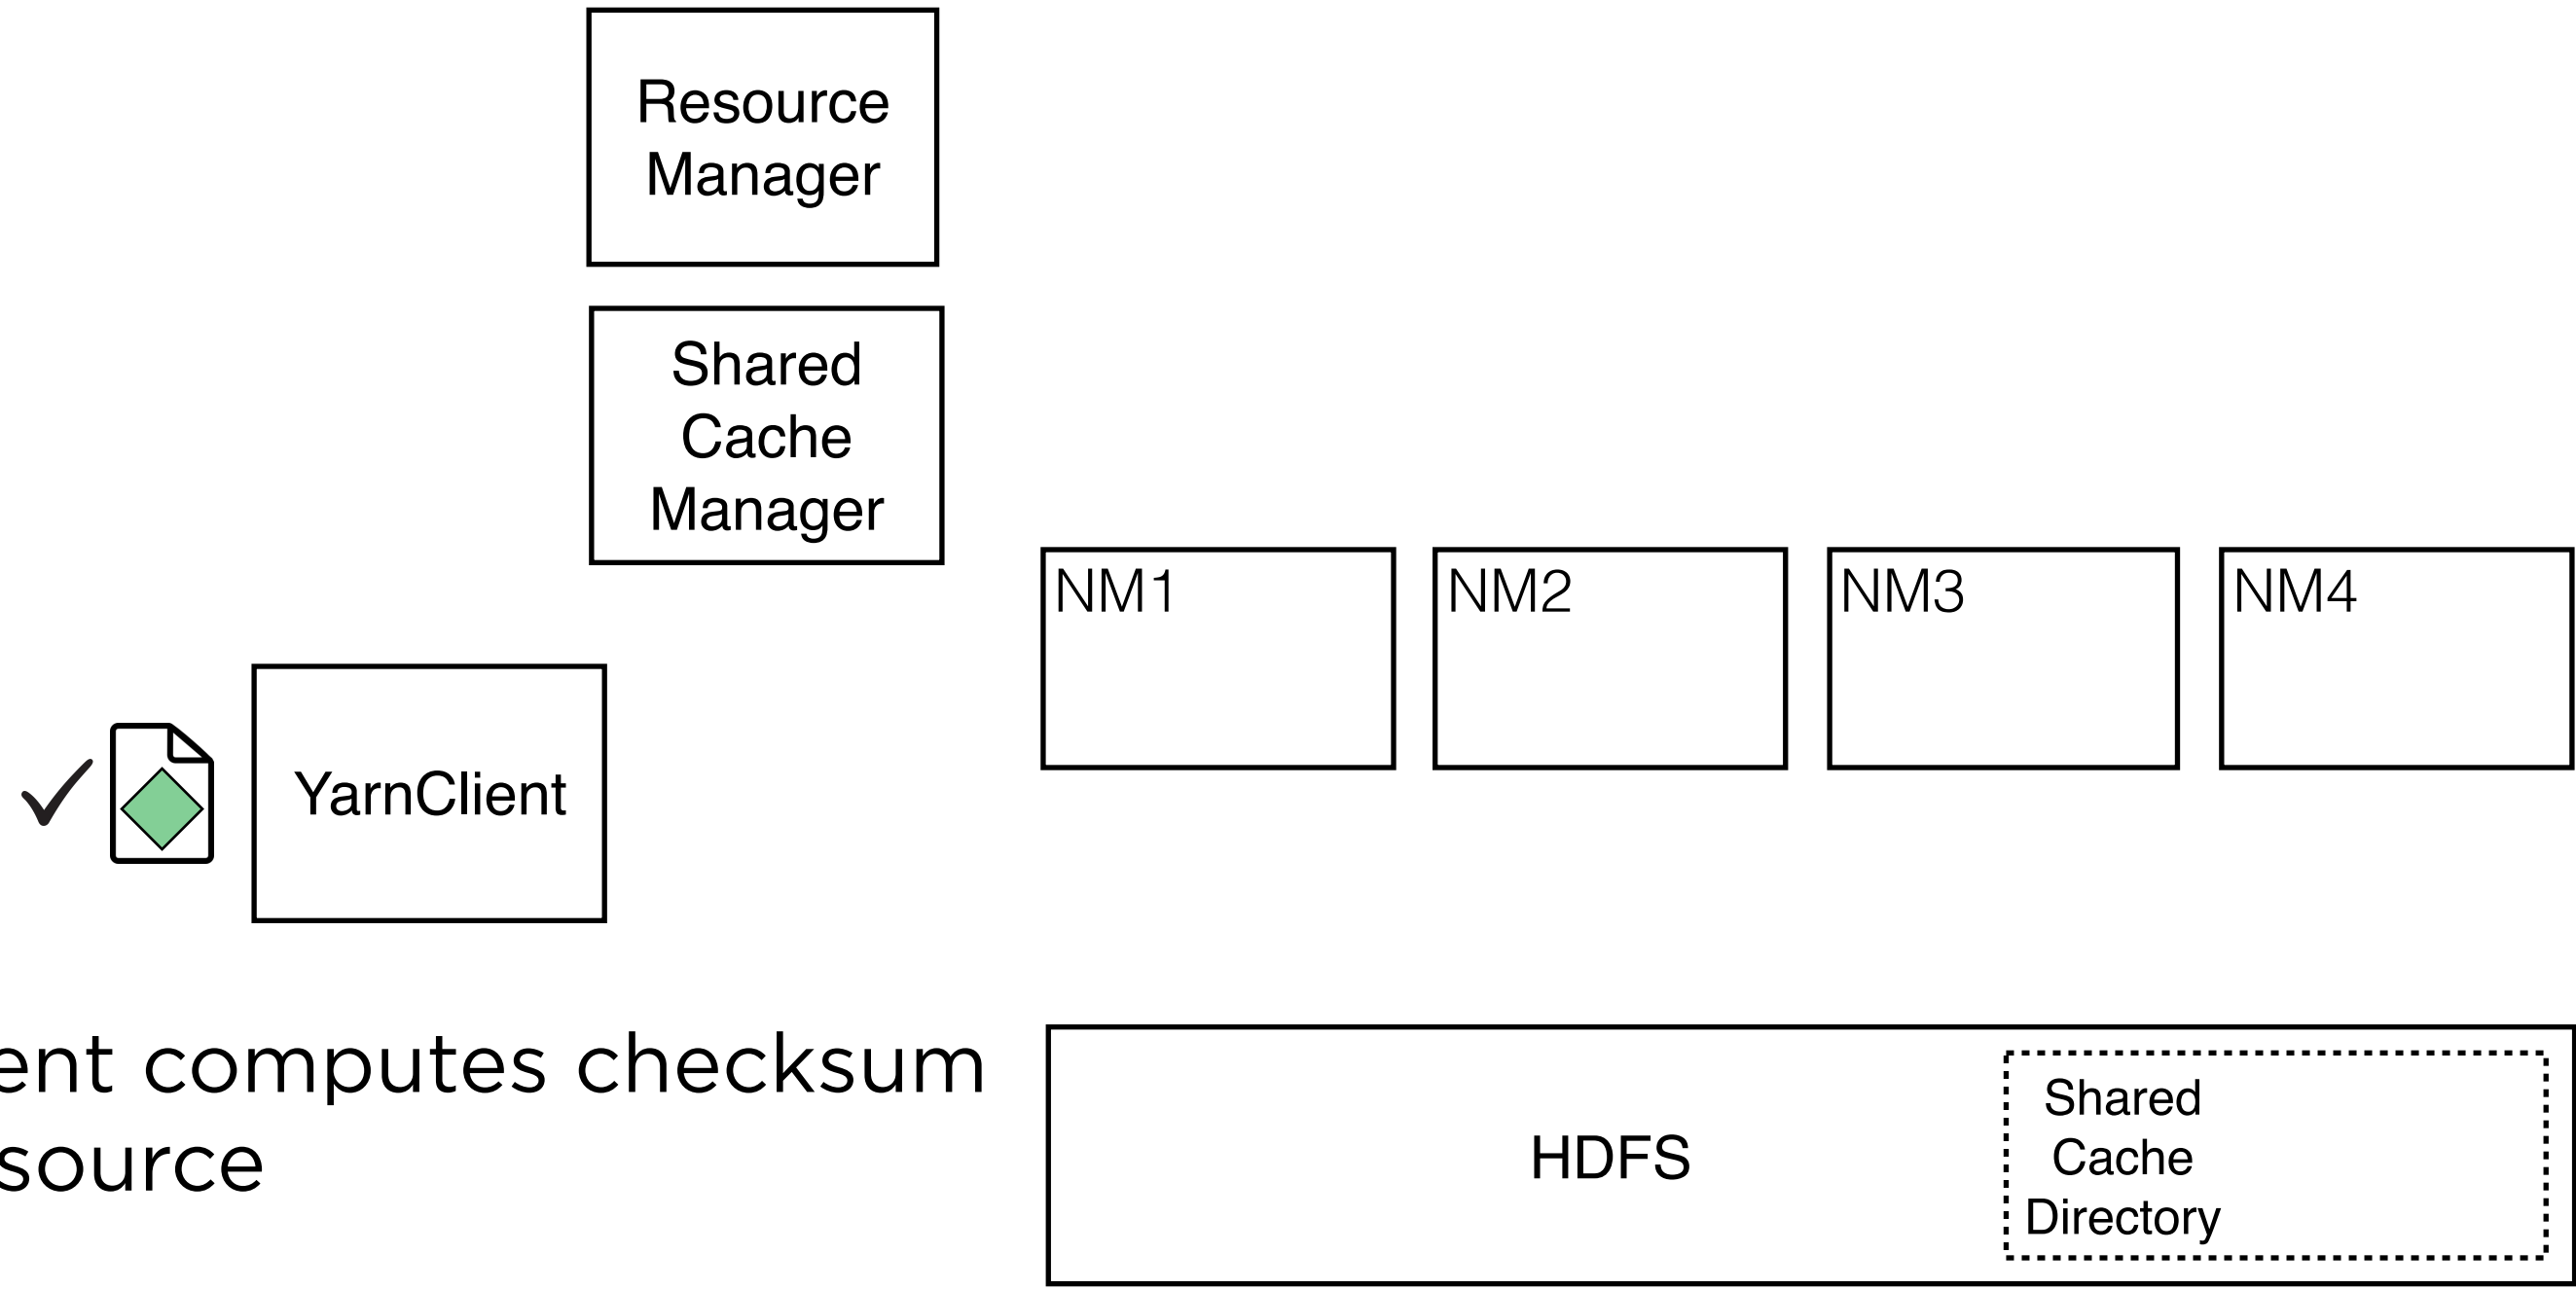 Resource
Manager
Shared
Cache
Manager
NM1
NM2
NM3
NM4
YarnClient
ent computes checksum
source
HDFS
Shared
Cache
Directory